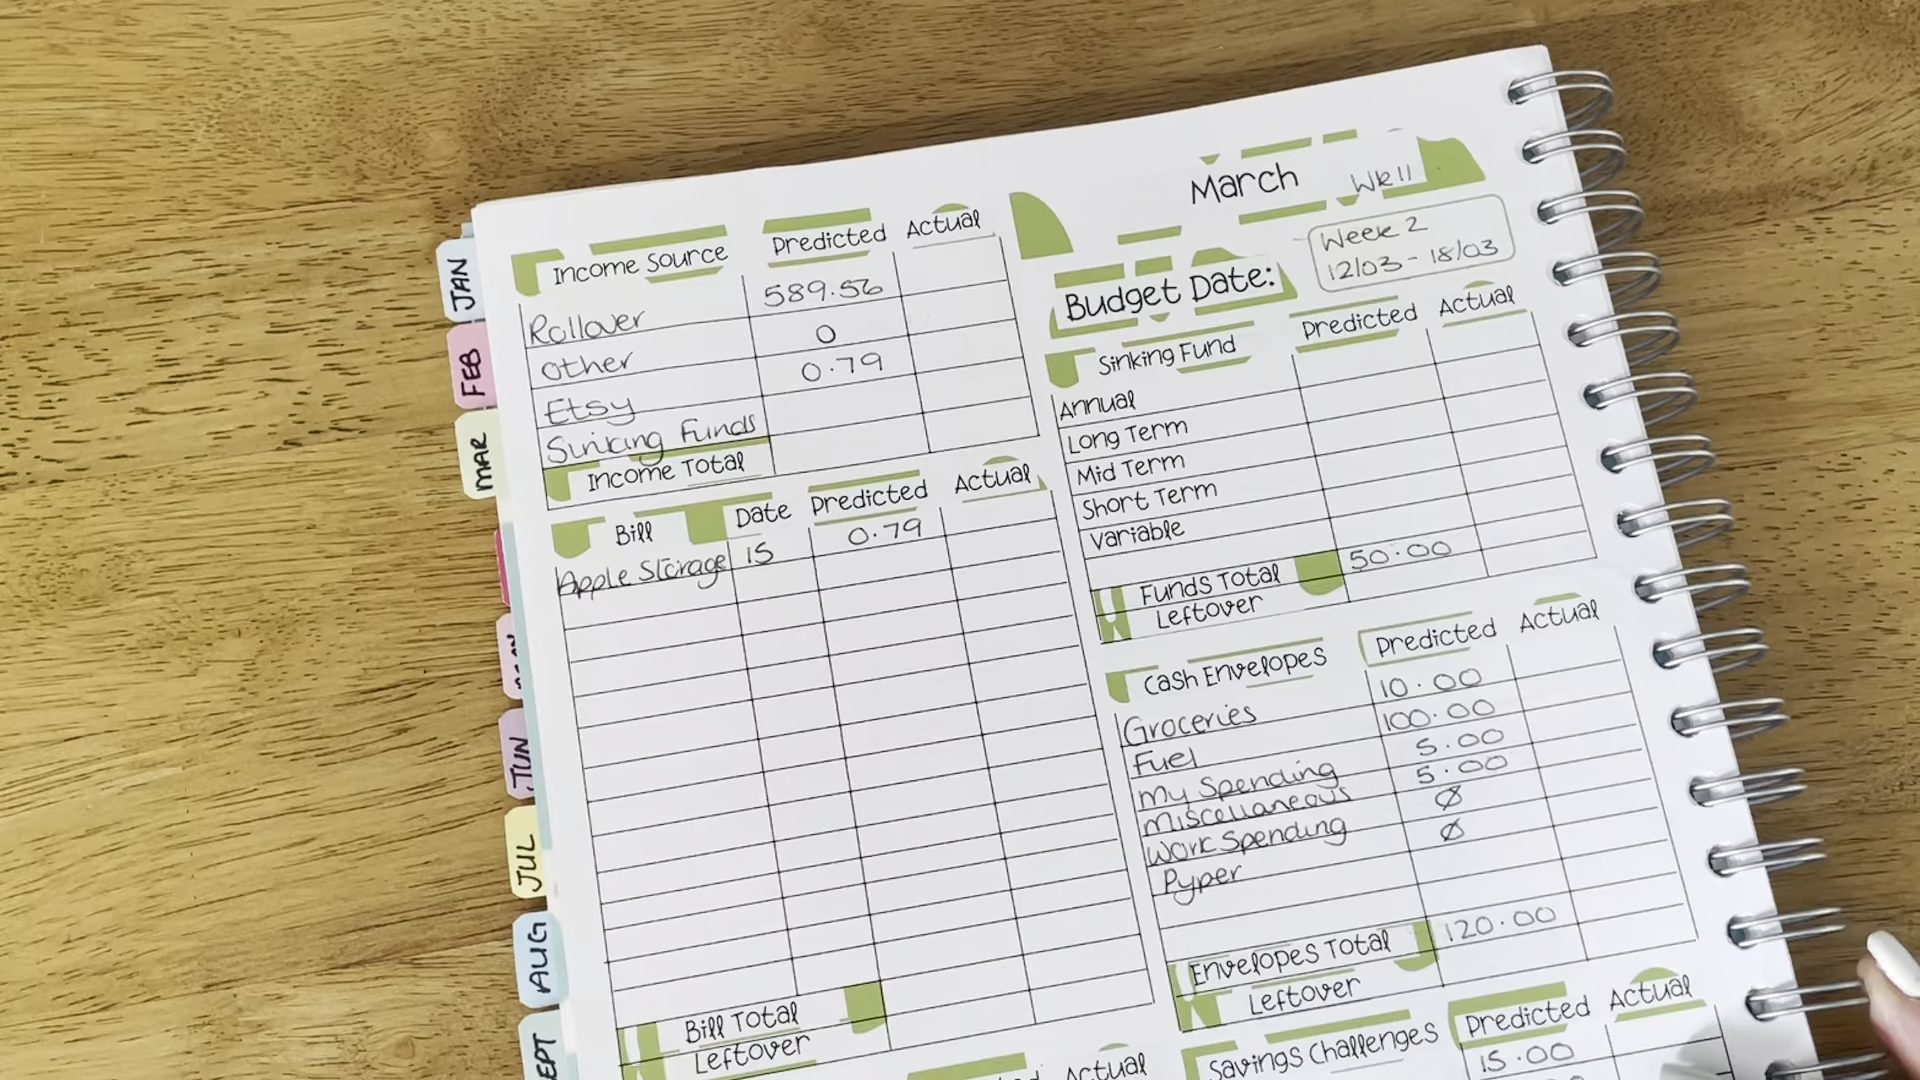 March Wk 11
Week 2
12/03 - 18/03
Budget Date:
Income Source Predicted Actual
Rollover 589.56
Other 0
Etsy 0.79
Sinking Funds
Income Total
Bill Date Predicted Actual
Apple Storage 15 0.79
Bill Total
Leftover
Actual
Sinking Fund Predicted Actual
Annual
Long Term
Mid Term
Short Term
Variable
Funds Total 50.00
Leftover
Cash Envelopes Predicted Actual
Groceries 10.00
Fuel 100.00
My Spending 5.00
Miscellaneous 5.00
Work Spending Ø
Pyper Ø
Envelopes Total 120.00
Leftover
Savings Challenges Predicted Actual
15.00
JAN
FEB
MAR
JUN
JUL
AUG